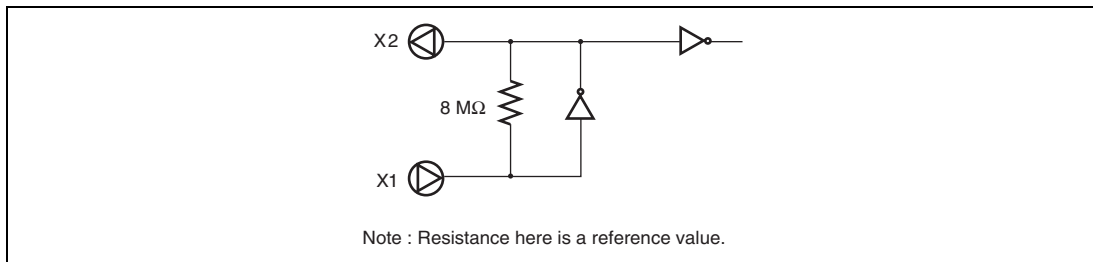 X2
8 MΩ
X1
Note : Resistance here is a reference value.